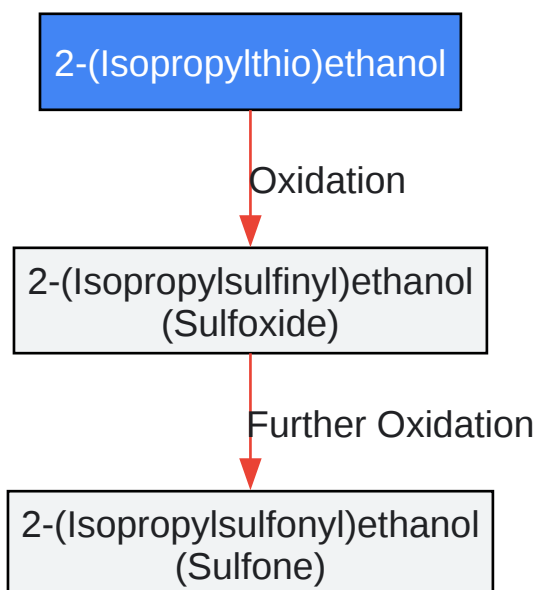 2-(Isopropylthio)ethanol
Oxidation
2-(Isopropylsulfinyl)ethanol
(Sulfoxide)
Further Oxidation
2-(Isopropylsulfonyl)ethanol
(Sulfone)